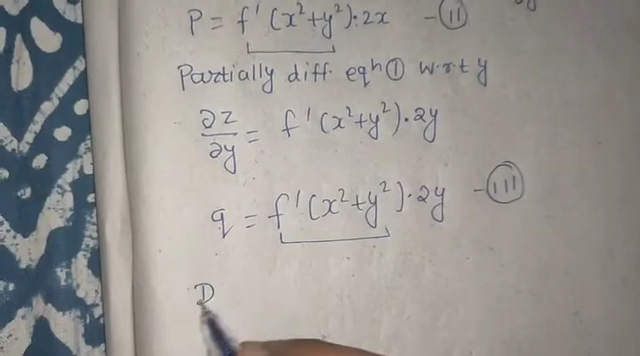 P = f'(x²+y²)·2x —(II)
Partially diff. eqn (1) w.r.t y
∂z/∂y = f'(x²+y²)·2y
q = f'(x²+y²)·2y —(III)
D